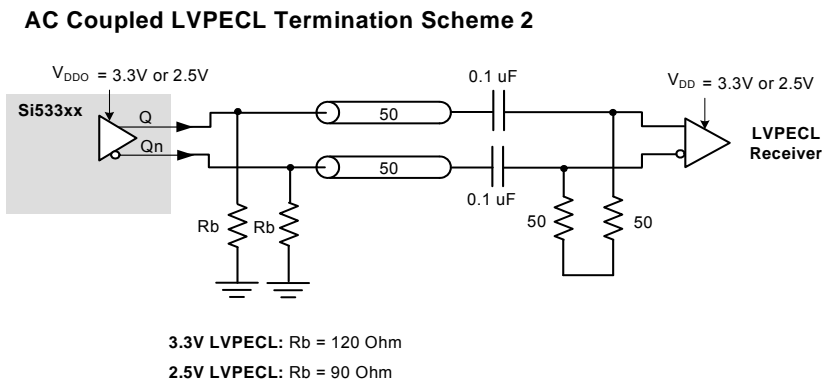 AC Coupled LVPECL Termination Scheme 2
VDDO = 3.3V or 2.5V
0.1 uF
VDD = 3.3V or 2.5V
Si533xx
Q
50
LVPECL
Receiver
Qn
50
0.1 uF
Rb
Rb
50
50
3.3V LVPECL: Rb = 120 Ohm
2.5V LVPECL: Rb = 90 Ohm